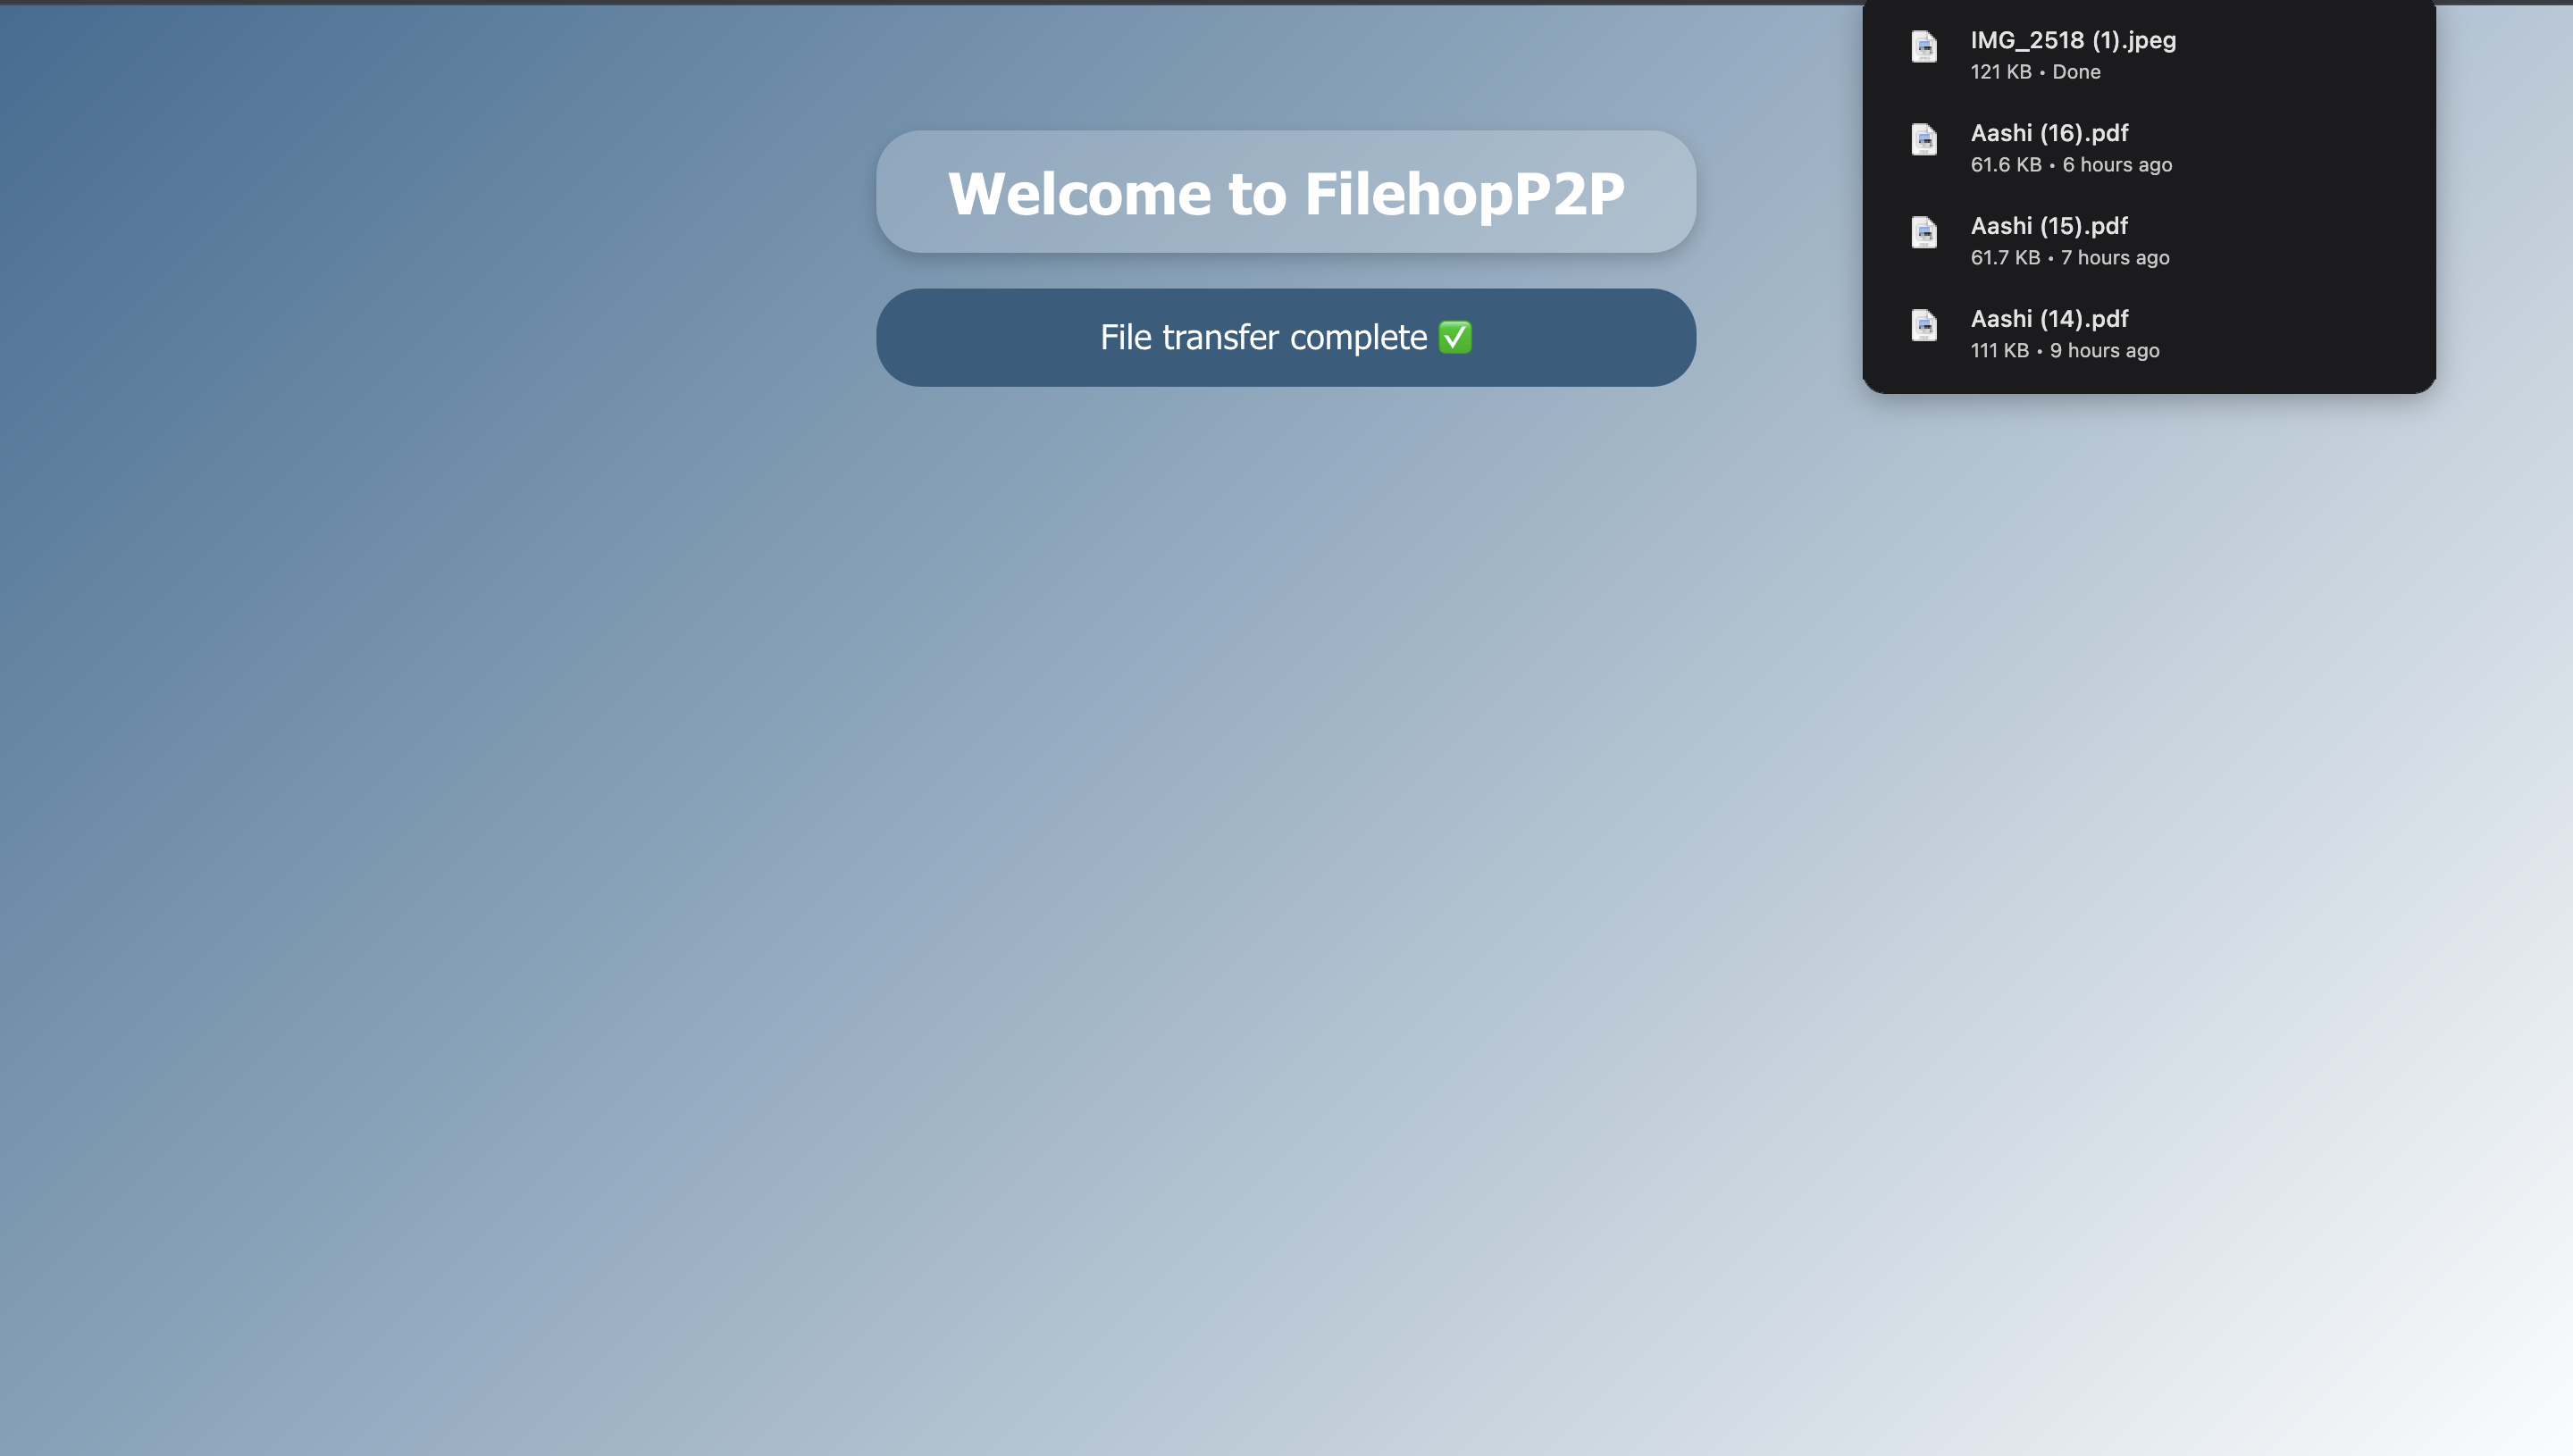 Welcome to FilehopP2P
File transfer complete ✅
IMG_2518 (1).jpeg
121 KB • Done
Aashi (16).pdf
61.6 KB • 6 hours ago
Aashi (15).pdf
61.7 KB • 7 hours ago
Aashi (14).pdf
111 KB • 9 hours ago